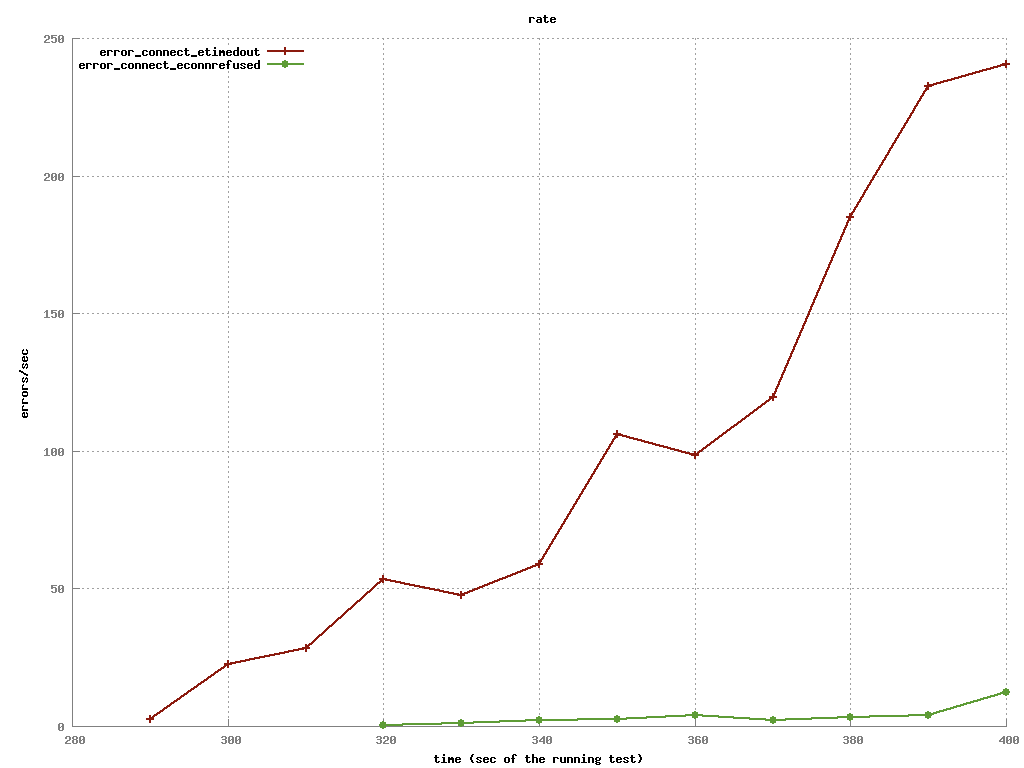 rate
250
error_connect_etimedout
error_connect_econnrefused
200
150
errors/sec
100
50
0
280 300 320 340 360 380 400
time (sec of the running test)